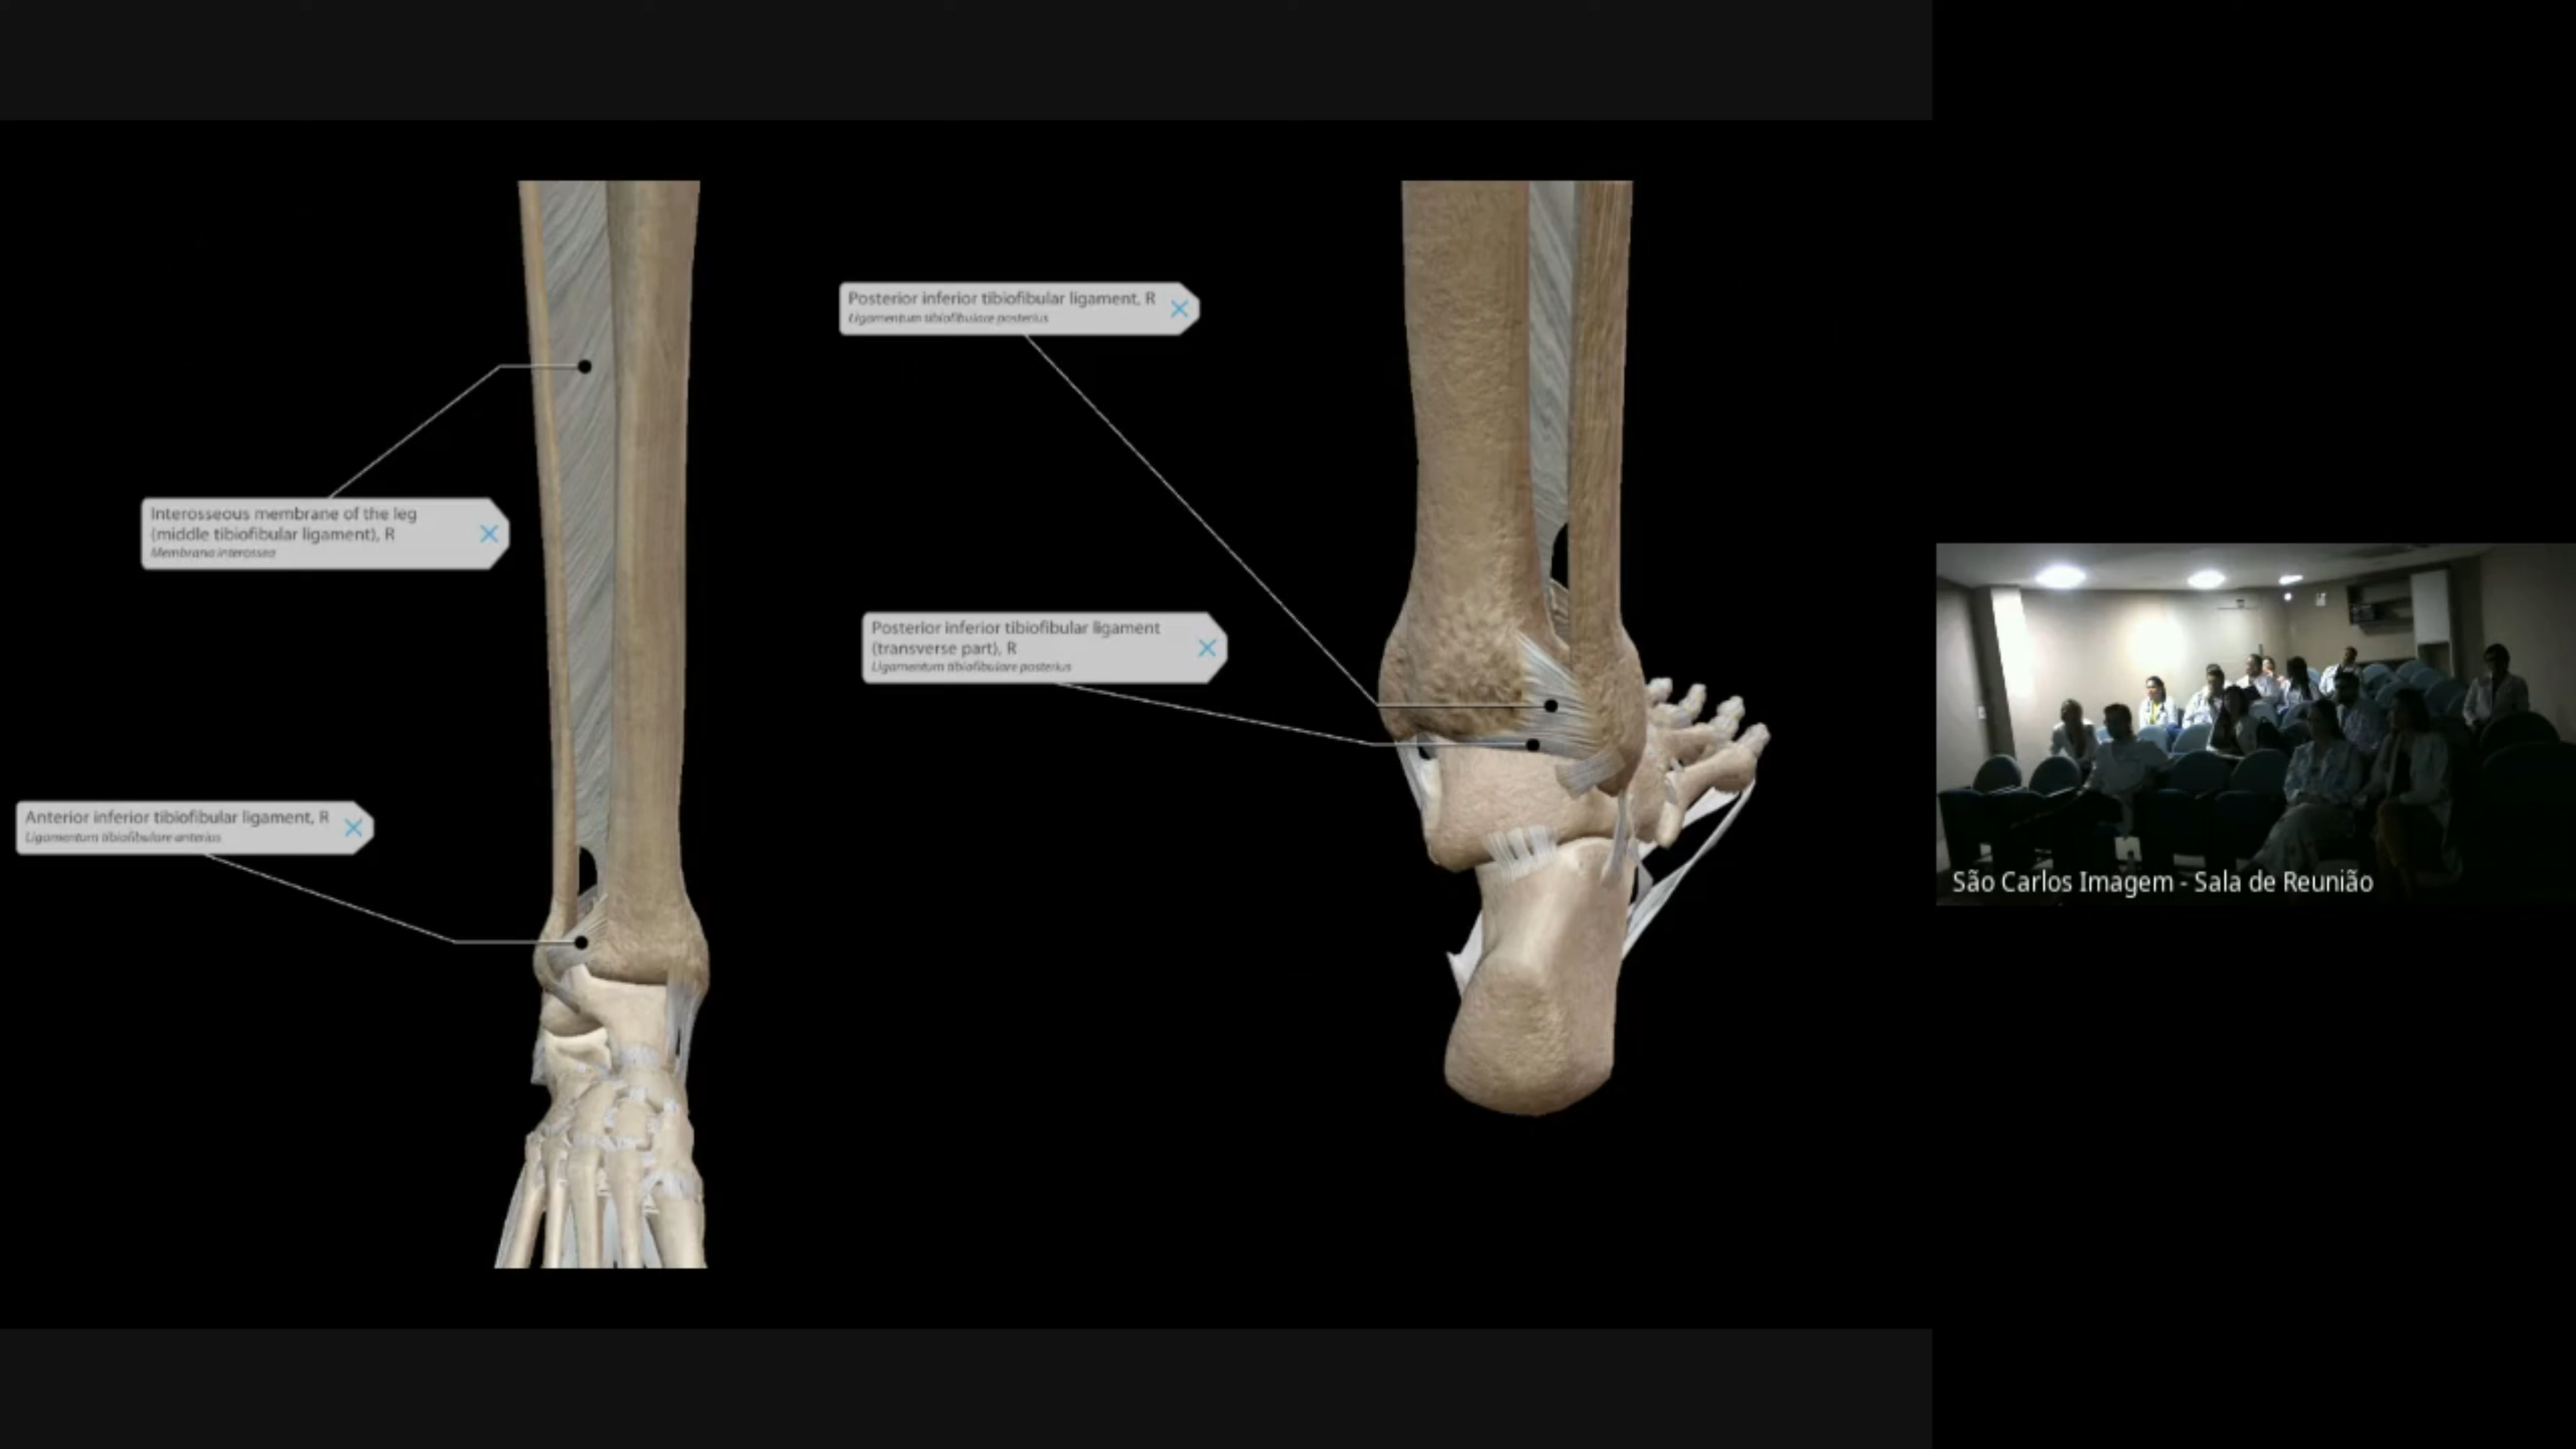 Posterior inferior tibiofibular ligament, R
Ligamentum tibiofibulare posterius
Interosseous membrane of the leg
(middle tibiofibular ligament), R
Membrana interossea
Posterior inferior tibiofibular ligament
(transverse part), R
Ligamentum tibiofibulare posterius
Anterior inferior tibiofibular ligament, R
Ligamentum tibiofibulare anterius
São Carlos Imagem - Sala de Reunião